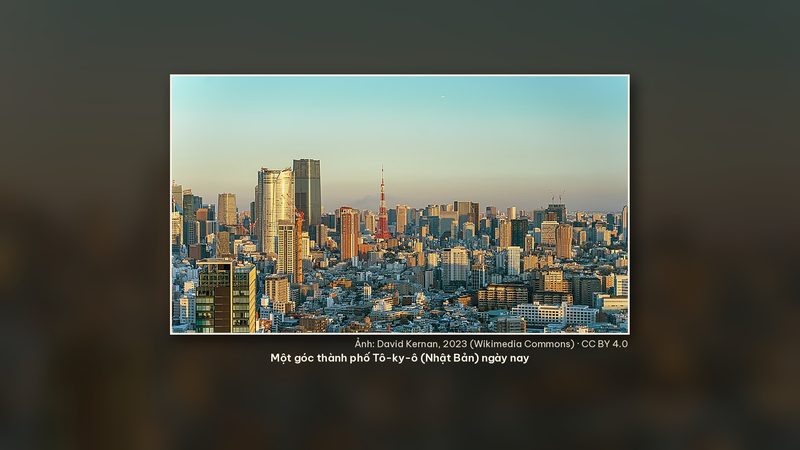 Ảnh: David Kernan, 2023 (Wikimedia Commons) · CC BY 4.0
Một góc thành phố Tô-ky-ô (Nhật Bản) ngày nay